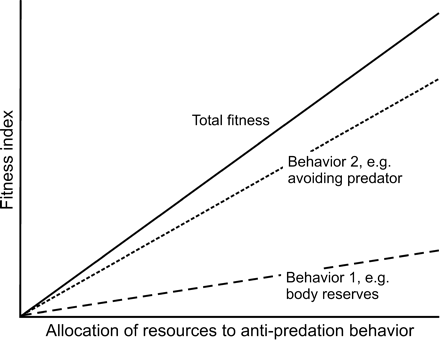 Total fitness
Fitness index
Behavior 2, e.g.
avoiding predator
Behavior 1, e.g.
body reserves
Allocation of resources to anti-predation behavior